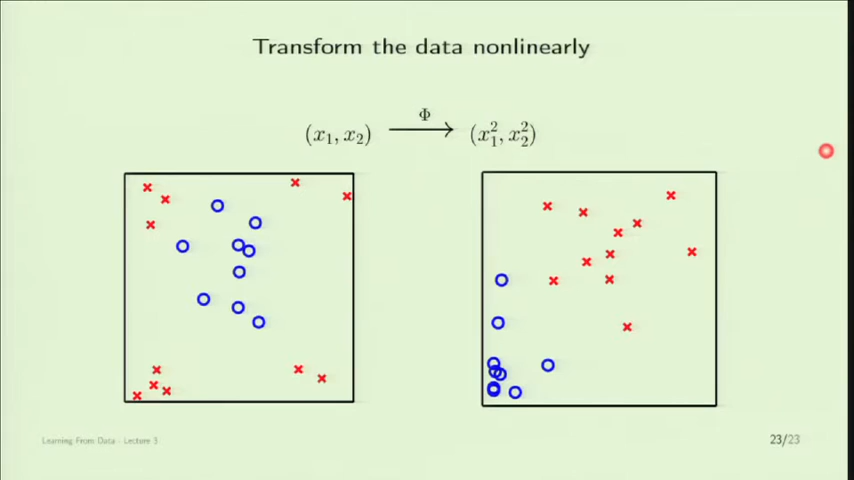 Transform the data nonlinearly
Φ
(x₁, x₂) ⟶ (x₁², x₂²)
Learning From Data - Lecture 3
23/23